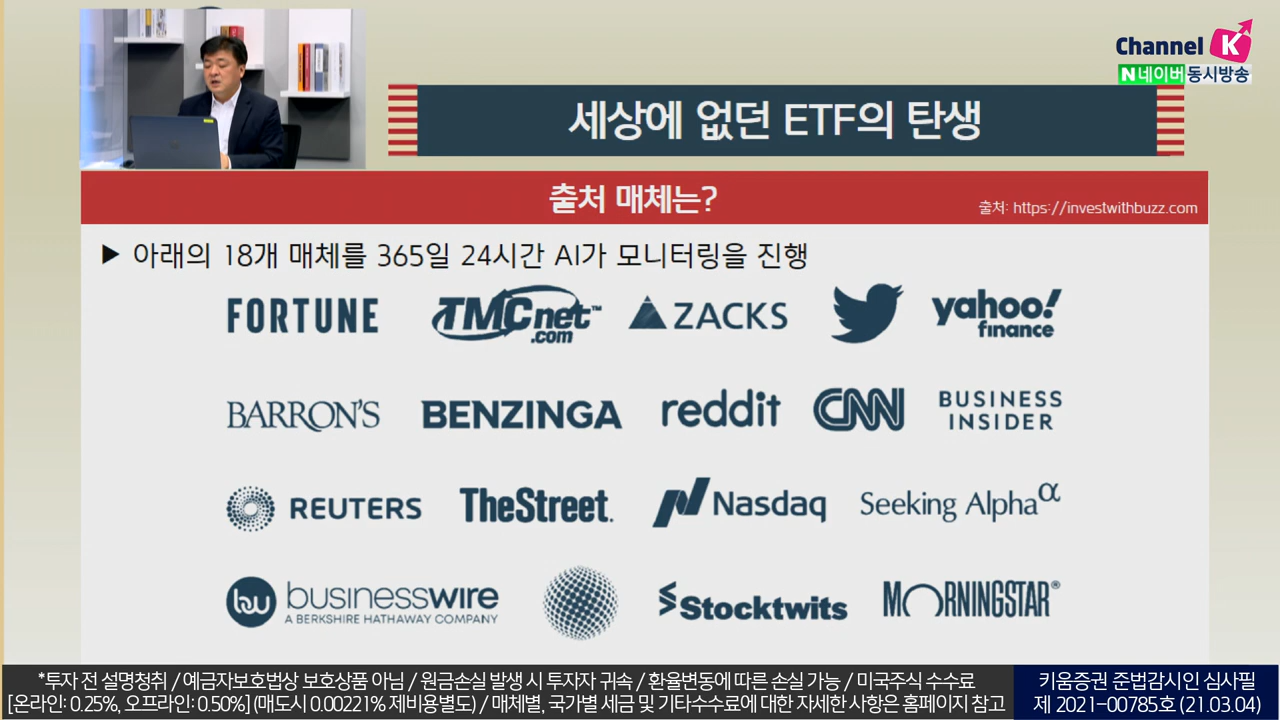 Channel K
N 네이버 동시방송
세상에 없던 ETF의 탄생
출처 매체는?
출처: https://investwithbuzz.com
▶ 아래의 18개 매체를 365일 24시간 AI가 모니터링을 진행
FORTUNE TMCnet.com™ ZACKS yahoo! finance
BARRON'S BENZINGA reddit CNN BUSINESS INSIDER
REUTERS TheStreet. Nasdaq Seeking Alphaα
bw businesswire Stocktwits MORNINGSTAR®
A BERKSHIRE HATHAWAY COMPANY
*투자 전 설명청취 / 예금자보호법상 보호상품 아님 / 원금손실 발생 시 투자자 귀속 / 환율변동에 따른 손실 가능 / 미국주식 수수료
[온라인: 0.25%, 오프라인: 0.50%] (매도시 0.00221% 제비용별도) / 매체별, 국가별 세금 및 기타수수료에 대한 자세한 사항은 홈페이지 참고
키움증권 준법감시인 심사필
제 2021-00785호 (21.03.04)